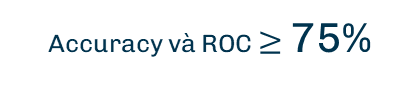 Accuracy và ROC ≥ 75%